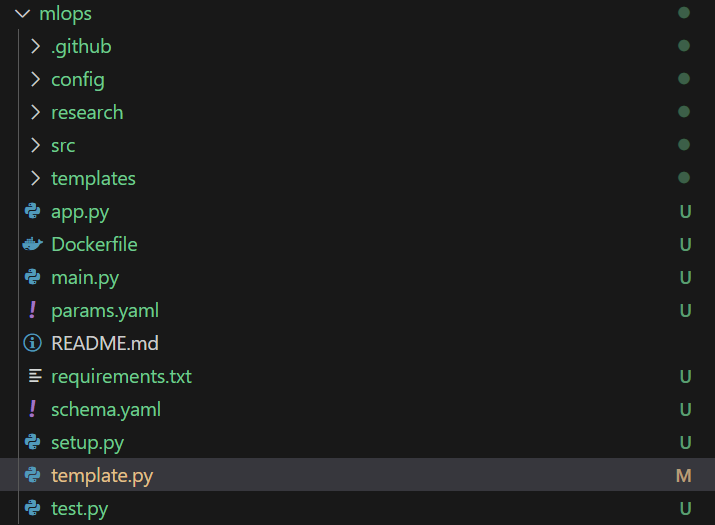 mlops
.github
config
research
src
templates
app.py U
Dockerfile U
main.py U
params.yaml U
README.md
requirements.txt U
schema.yaml U
setup.py U
template.py M
test.py U